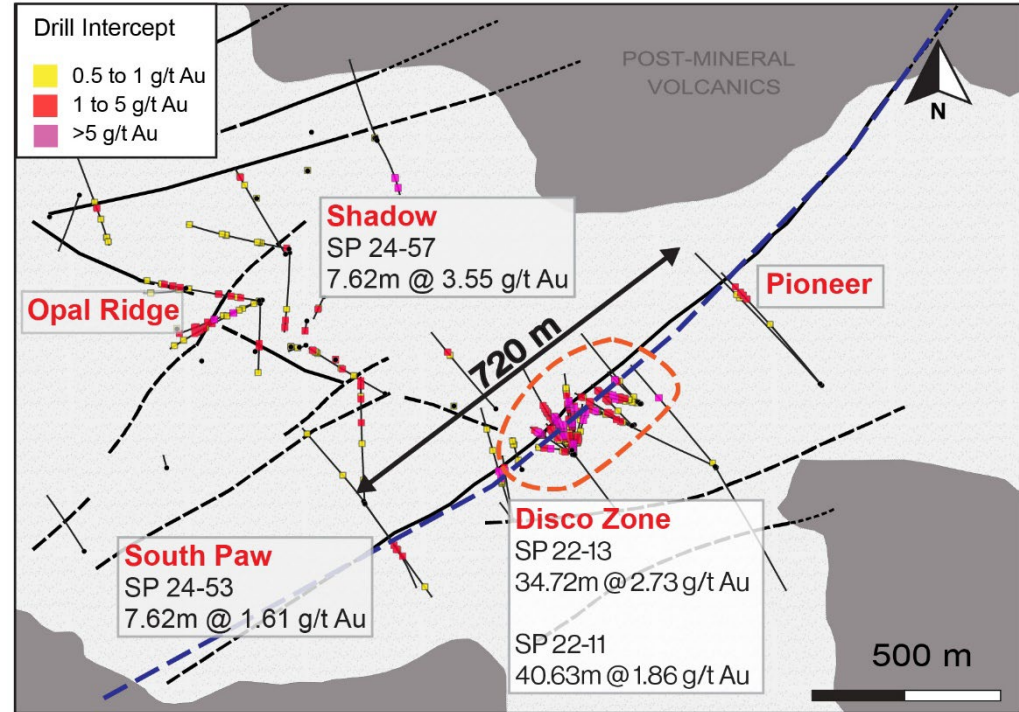 Drill Intercept
0.5 to 1 g/t Au
1 to 5 g/t Au
>5 g/t Au
POST-MINERAL
VOLCANICS
N
Shadow
SP 24-57
7.62m @ 3.55 g/t Au
Opal Ridge
Pioneer
720 m
South Paw
SP 24-53
7.62m @ 1.61 g/t Au
Disco Zone
SP 22-13
34.72m @ 2.73 g/t Au
SP 22-11
40.63m @ 1.86 g/t Au
500 m